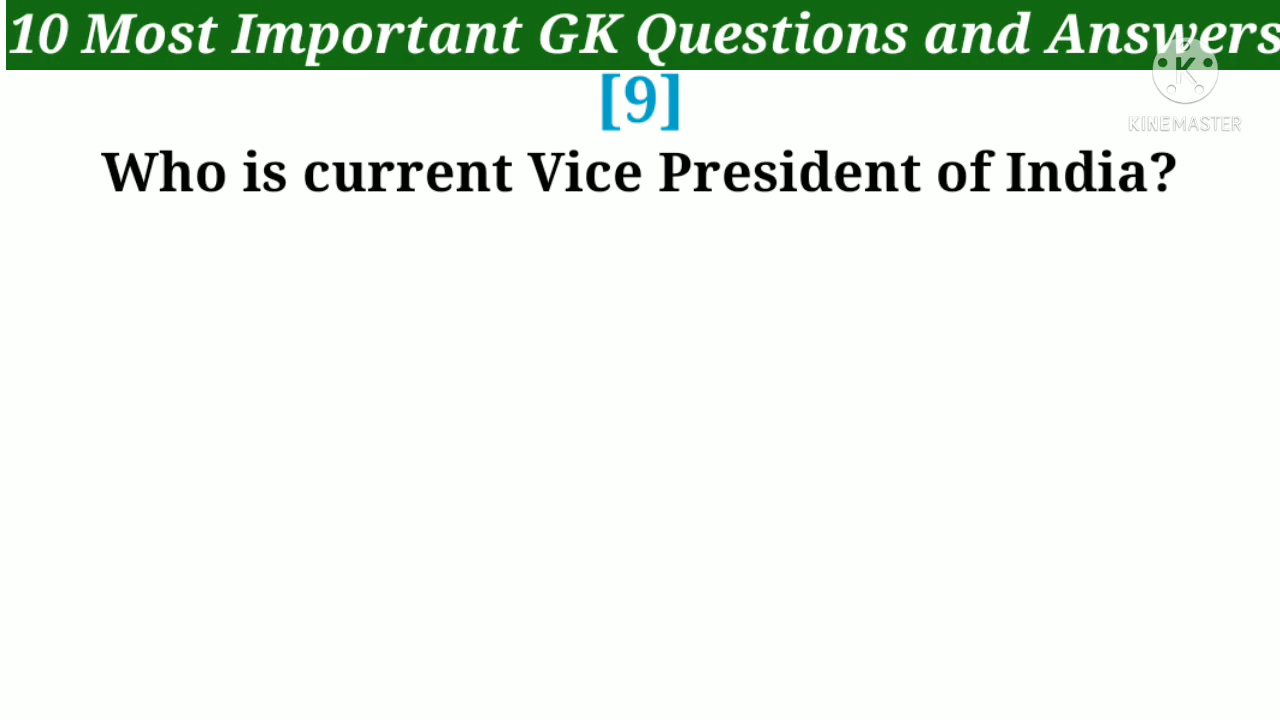 10 Most Important GK Questions and Answers
[9]
K
KINEMASTER
Who is current Vice President of India?